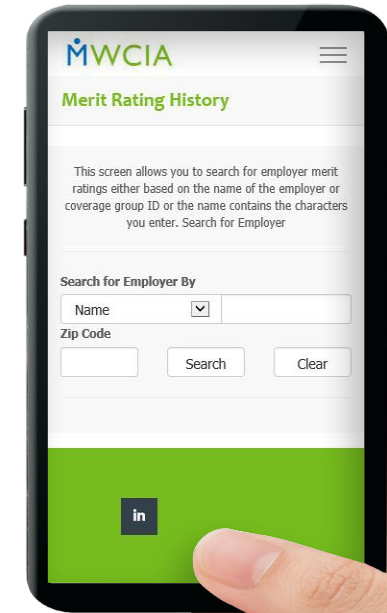 MWCIA
Merit Rating History
This screen allows you to search for employer merit
ratings either based on the name of the employer or
coverage group ID or the name contains the characters
you enter. Search for Employer
Search for Employer By
Name
Zip Code
Search Clear
in